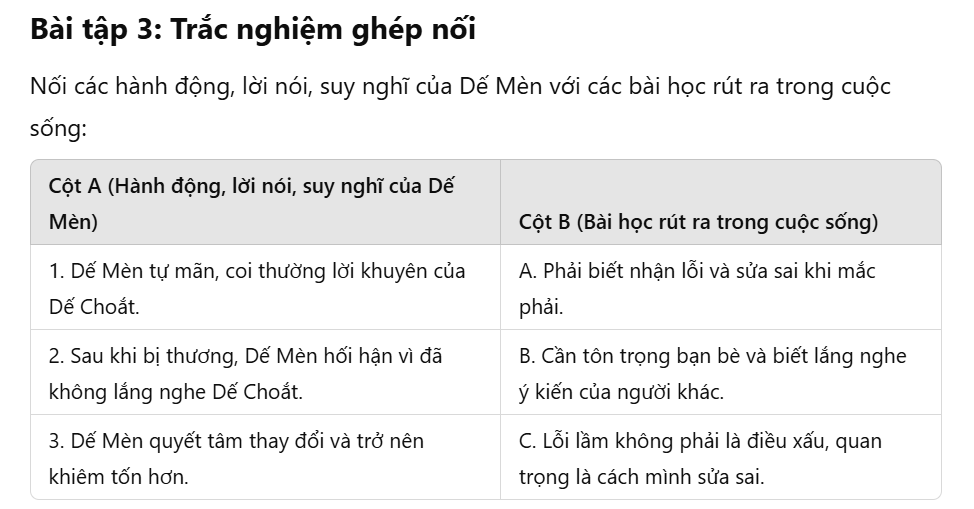 Bài tập 3: Trắc nghiệm ghép nối
Nối các hành động, lời nói, suy nghĩ của Dế Mèn với các bài học rút ra trong cuộc
sống:
Cột A (Hành động, lời nói, suy nghĩ của Dế
Mèn)
Cột B (Bài học rút ra trong cuộc sống)
1. Dế Mèn tự mãn, coi thường lời khuyên của
Dế Choắt.
A. Phải biết nhận lỗi và sửa sai khi mắc
phải.
2. Sau khi bị thương, Dế Mèn hối hận vì đã
không lắng nghe Dế Choắt.
B. Cần tôn trọng bạn bè và biết lắng nghe
ý kiến của người khác.
3. Dế Mèn quyết tâm thay đổi và trở nên
khiêm tốn hơn.
C. Lỗi lầm không phải là điều xấu, quan
trọng là cách mình sửa sai.